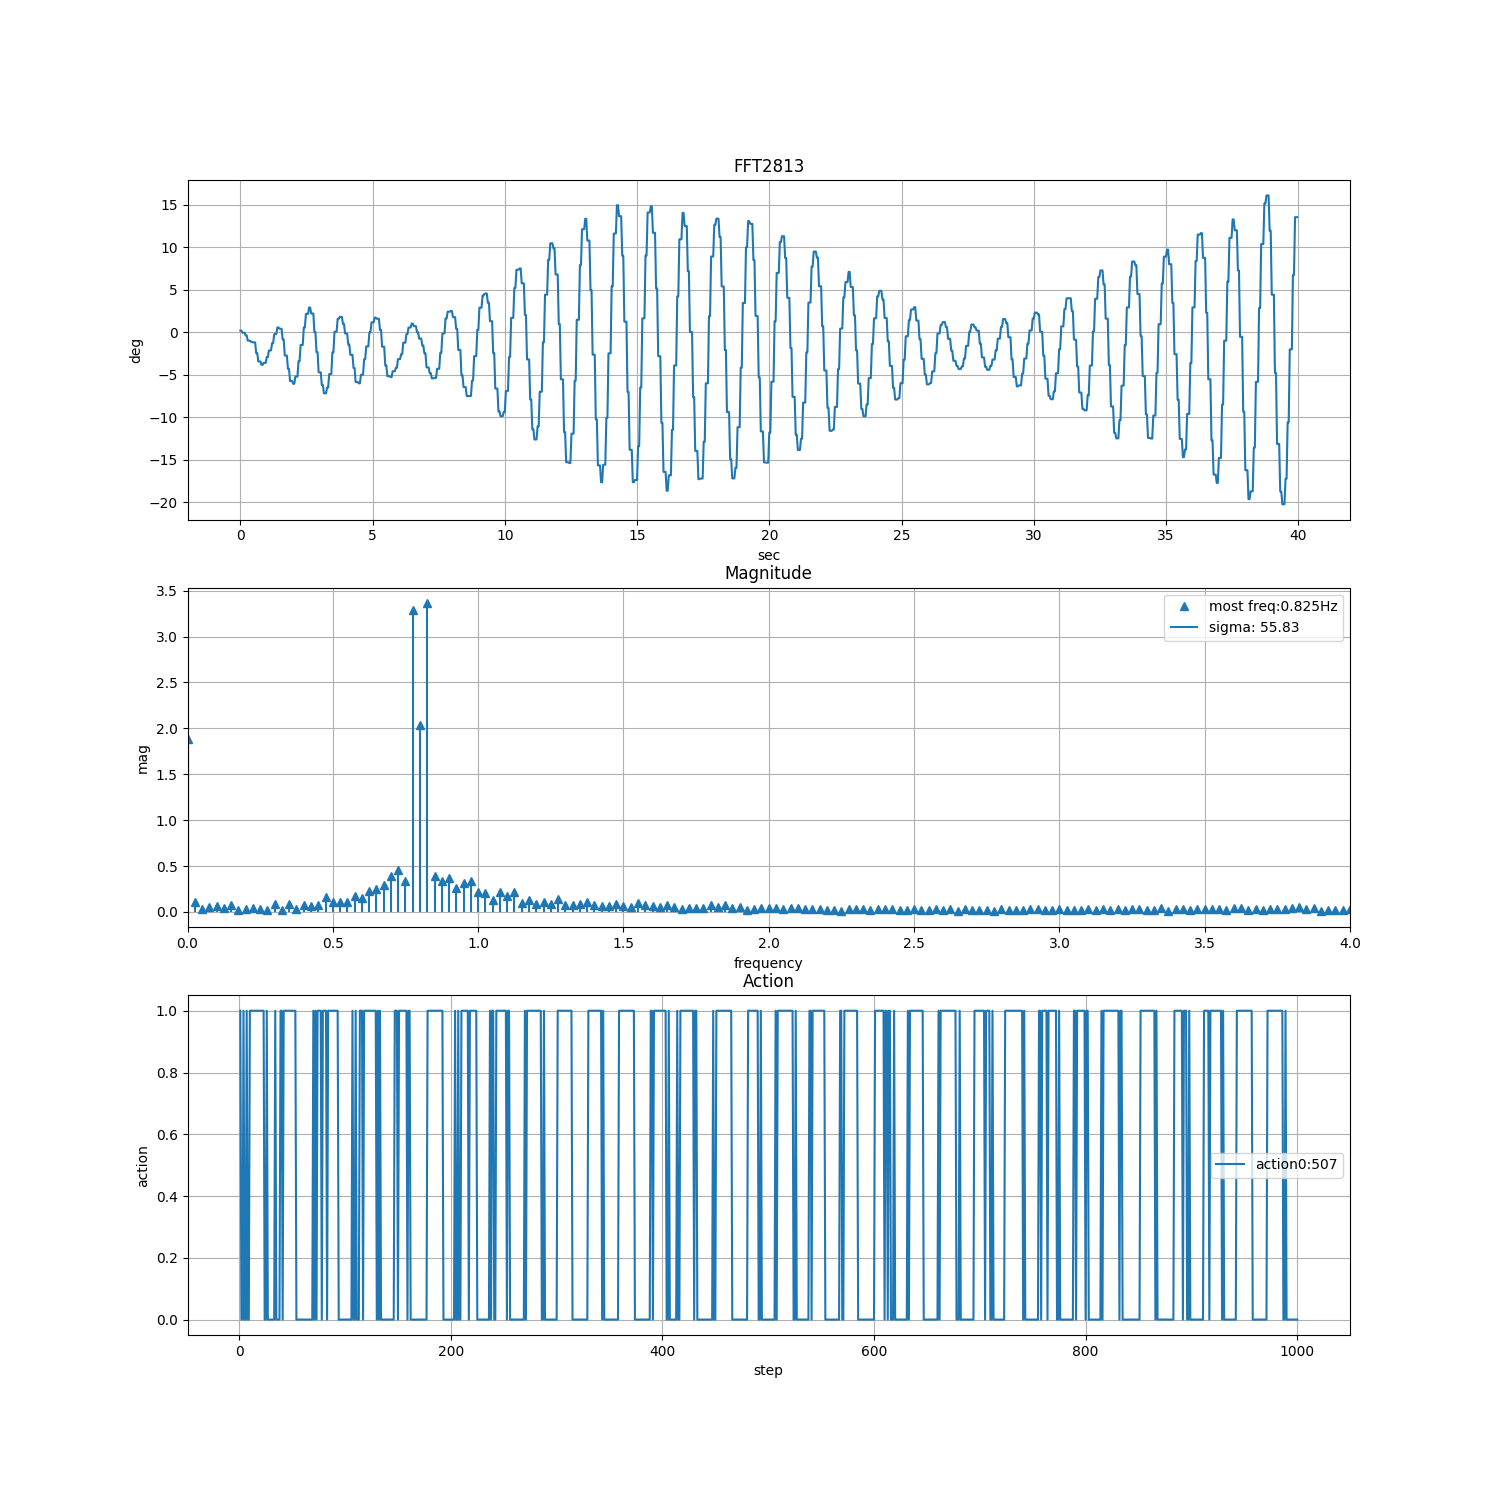 FFT2813
15
10
5
0
−5
−10
−15
−20
deg
0 5 10 15 20 25 30 35 40
sec
Magnitude
3.5
3.0
2.5
2.0
1.5
1.0
0.5
0.0
mag
most freq:0.825Hz
sigma: 55.83
0.0 0.5 1.0 1.5 2.0 2.5 3.0 3.5 4.0
frequency
Action
1.0
0.8
0.6
0.4
0.2
0.0
action
action0:507
0 200 400 600 800 1000
step